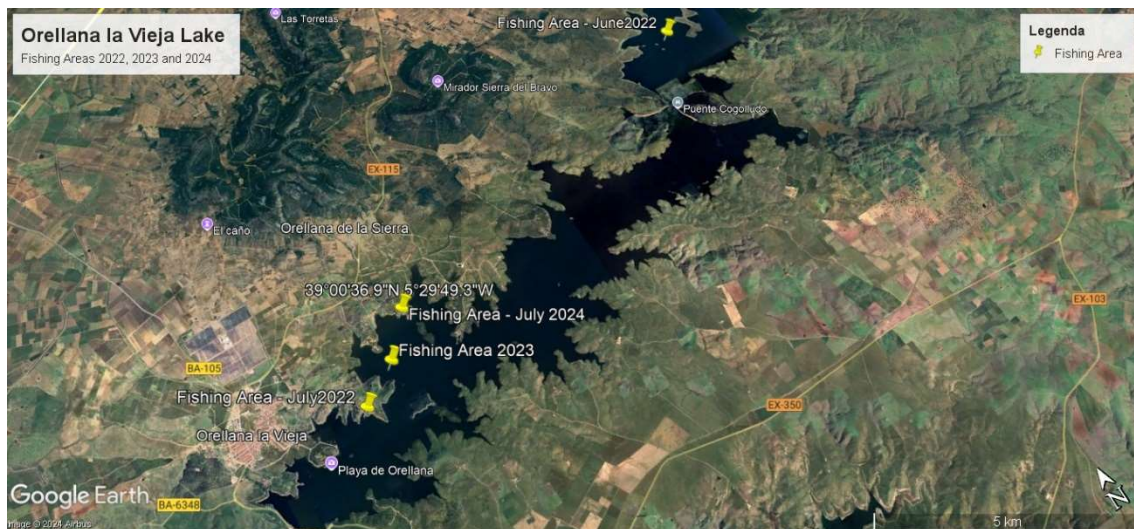 Orellana la Vieja Lake
Fishing Areas 2022, 2023 and 2024
Las Torretas
Fishing Area - June2022
Legenda
Fishing Area
Mirador Sierra del Bravo
Puente Cogolludo
EX-115
El caño
Orellana de la Sierra
39°00'36.9"N 5°29'49.3"W
Fishing Area - July 2024
EX-103
Fishing Area 2023
BA-105
Fishing Area - July2022
EX-350
Orellana la Vieja
Playa de Orellana
Google Earth
BA-6348
N
Image © 2024 Airbus
5 km